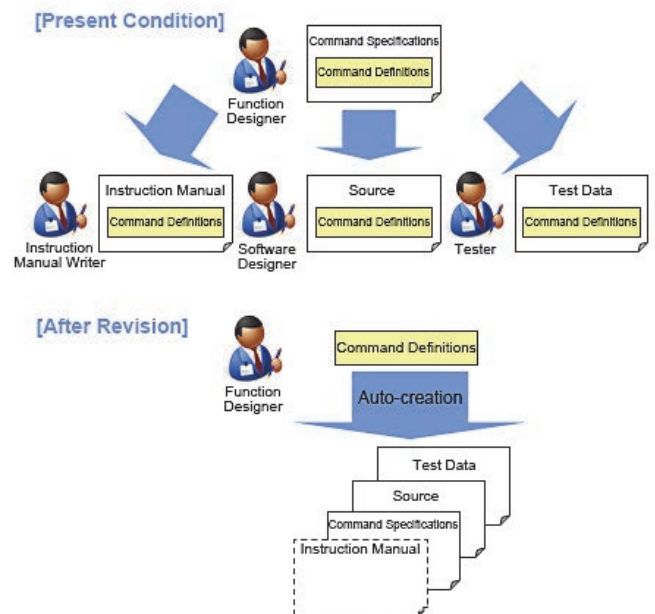 [Present Condition]
Command Specifications
Command Definitions
Function
Designer
Instruction Manual
Command Definitions
Instruction
Manual Writer
Source
Command Definitions
Software
Designer
Test Data
Command Definitions
Tester
[After Revision]
Command Definitions
Function
Designer
Auto-creation
Test Data
Source
Command Specifications
Instruction Manual